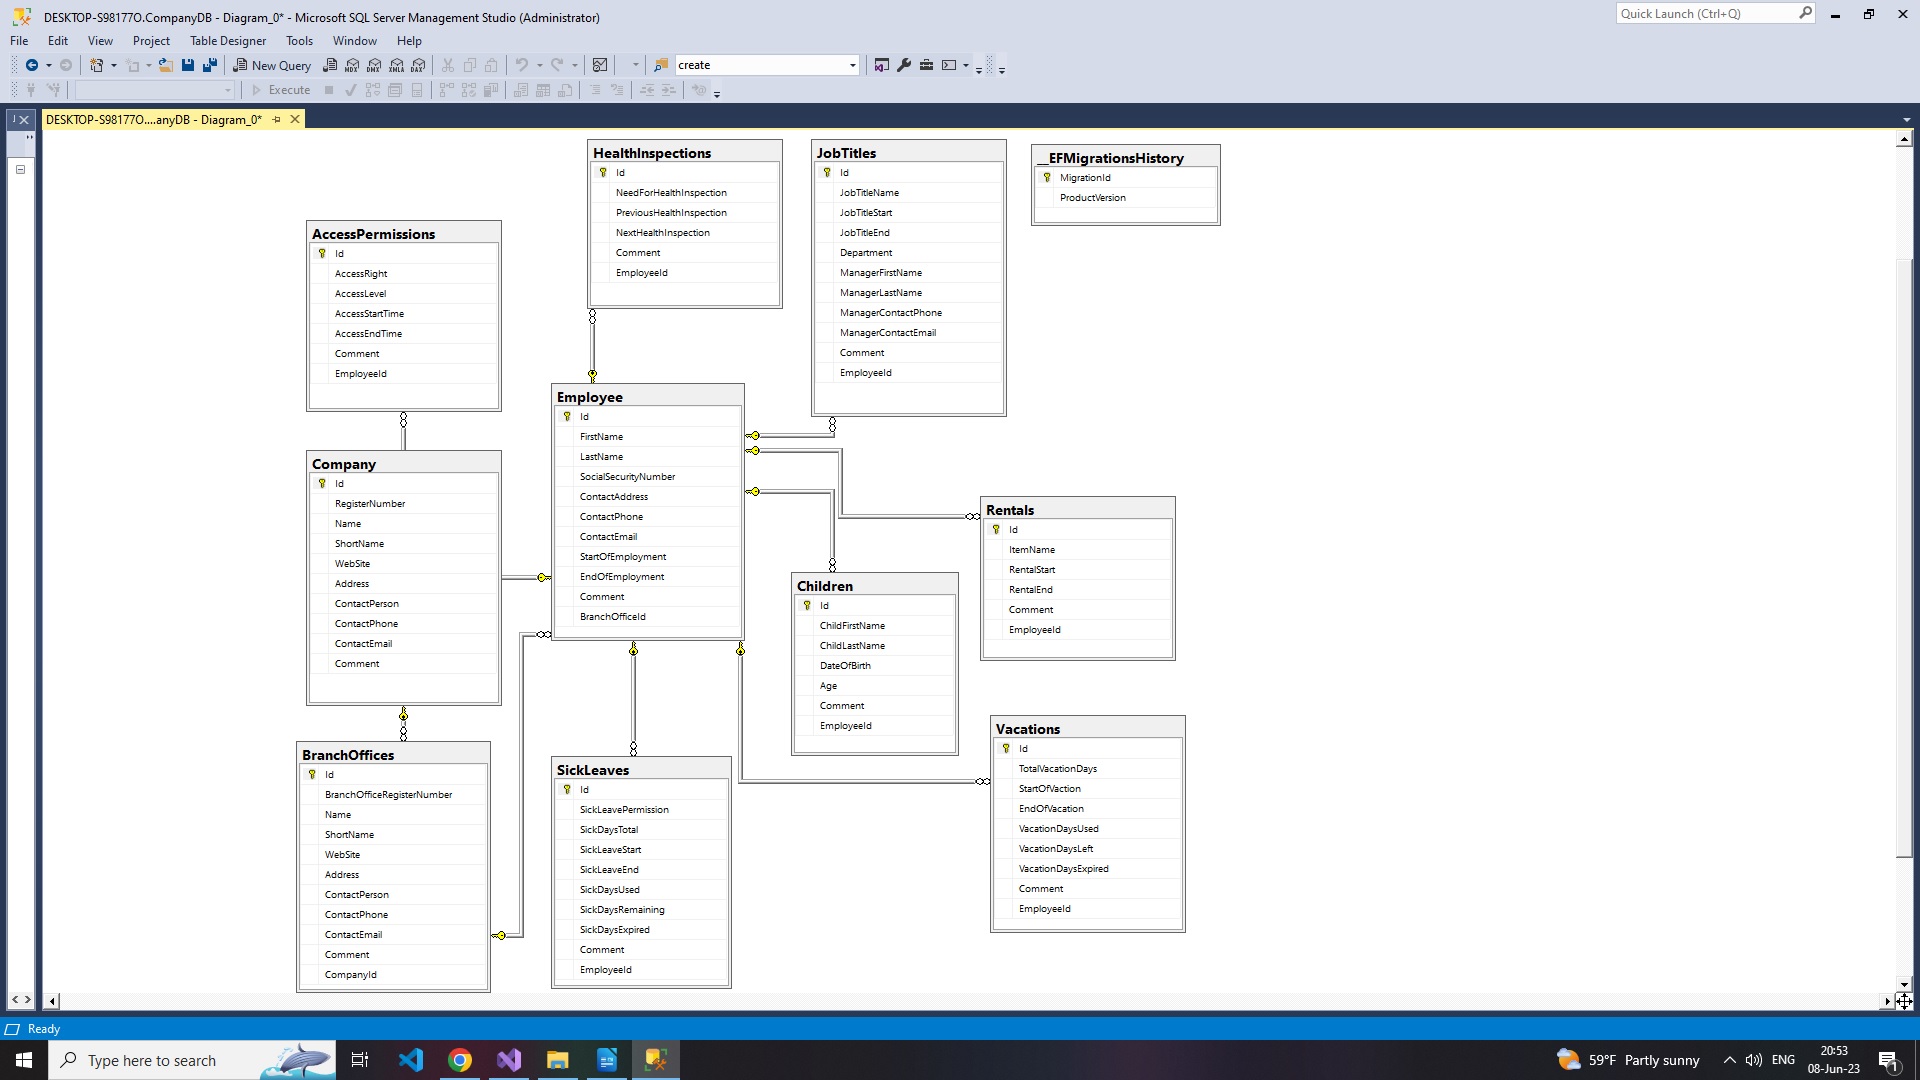 DESKTOP-S98177O.CompanyDB - Diagram_0* - Microsoft SQL Server Management Studio (Administrator)
Quick Launch (Ctrl+Q)
File Edit View Project Table Designer Tools Window Help
New Query
MDX DMX XMLA DAX
create
Execute
DESKTOP-S98177O....anyDB - Diagram_0*
HealthInspections
Id
NeedForHealthInspection
PreviousHealthInspection
NextHealthInspection
Comment
EmployeeId
JobTitles
Id
JobTitleName
JobTitleStart
JobTitleEnd
Department
ManagerFirstName
ManagerLastName
ManagerContactPhone
ManagerContactEmail
Comment
EmployeeId
__EFMigrationsHistory
MigrationId
ProductVersion
AccessPermissions
Id
AccessRight
AccessLevel
AccessStartTime
AccessEndTime
Comment
EmployeeId
Employee
Id
FirstName
LastName
SocialSecurityNumber
ContactAddress
ContactPhone
ContactEmail
StartOfEmployment
EndOfEmployment
Comment
BranchOfficeId
Company
Id
RegisterNumber
Name
ShortName
WebSite
Address
ContactPerson
ContactPhone
ContactEmail
Comment
Rentals
Id
ItemName
RentalStart
RentalEnd
Comment
EmployeeId
Children
Id
ChildFirstName
ChildLastName
DateOfBirth
Age
Comment
EmployeeId
Vacations
Id
TotalVacationDays
StartOfVaction
EndOfVacation
VacationDaysUsed
VacationDaysLeft
VacationDaysExpired
Comment
EmployeeId
BranchOffices
Id
BranchOfficeRegisterNumber
Name
ShortName
WebSite
Address
ContactPerson
ContactPhone
ContactEmail
Comment
CompanyId
SickLeaves
Id
SickLeavePermission
SickDaysTotal
SickLeaveStart
SickLeaveEnd
SickDaysUsed
SickDaysRemaining
SickDaysExpired
Comment
EmployeeId
Ready
Type here to search
59°F Partly sunny
ENG
20:53
08-Jun-23
1